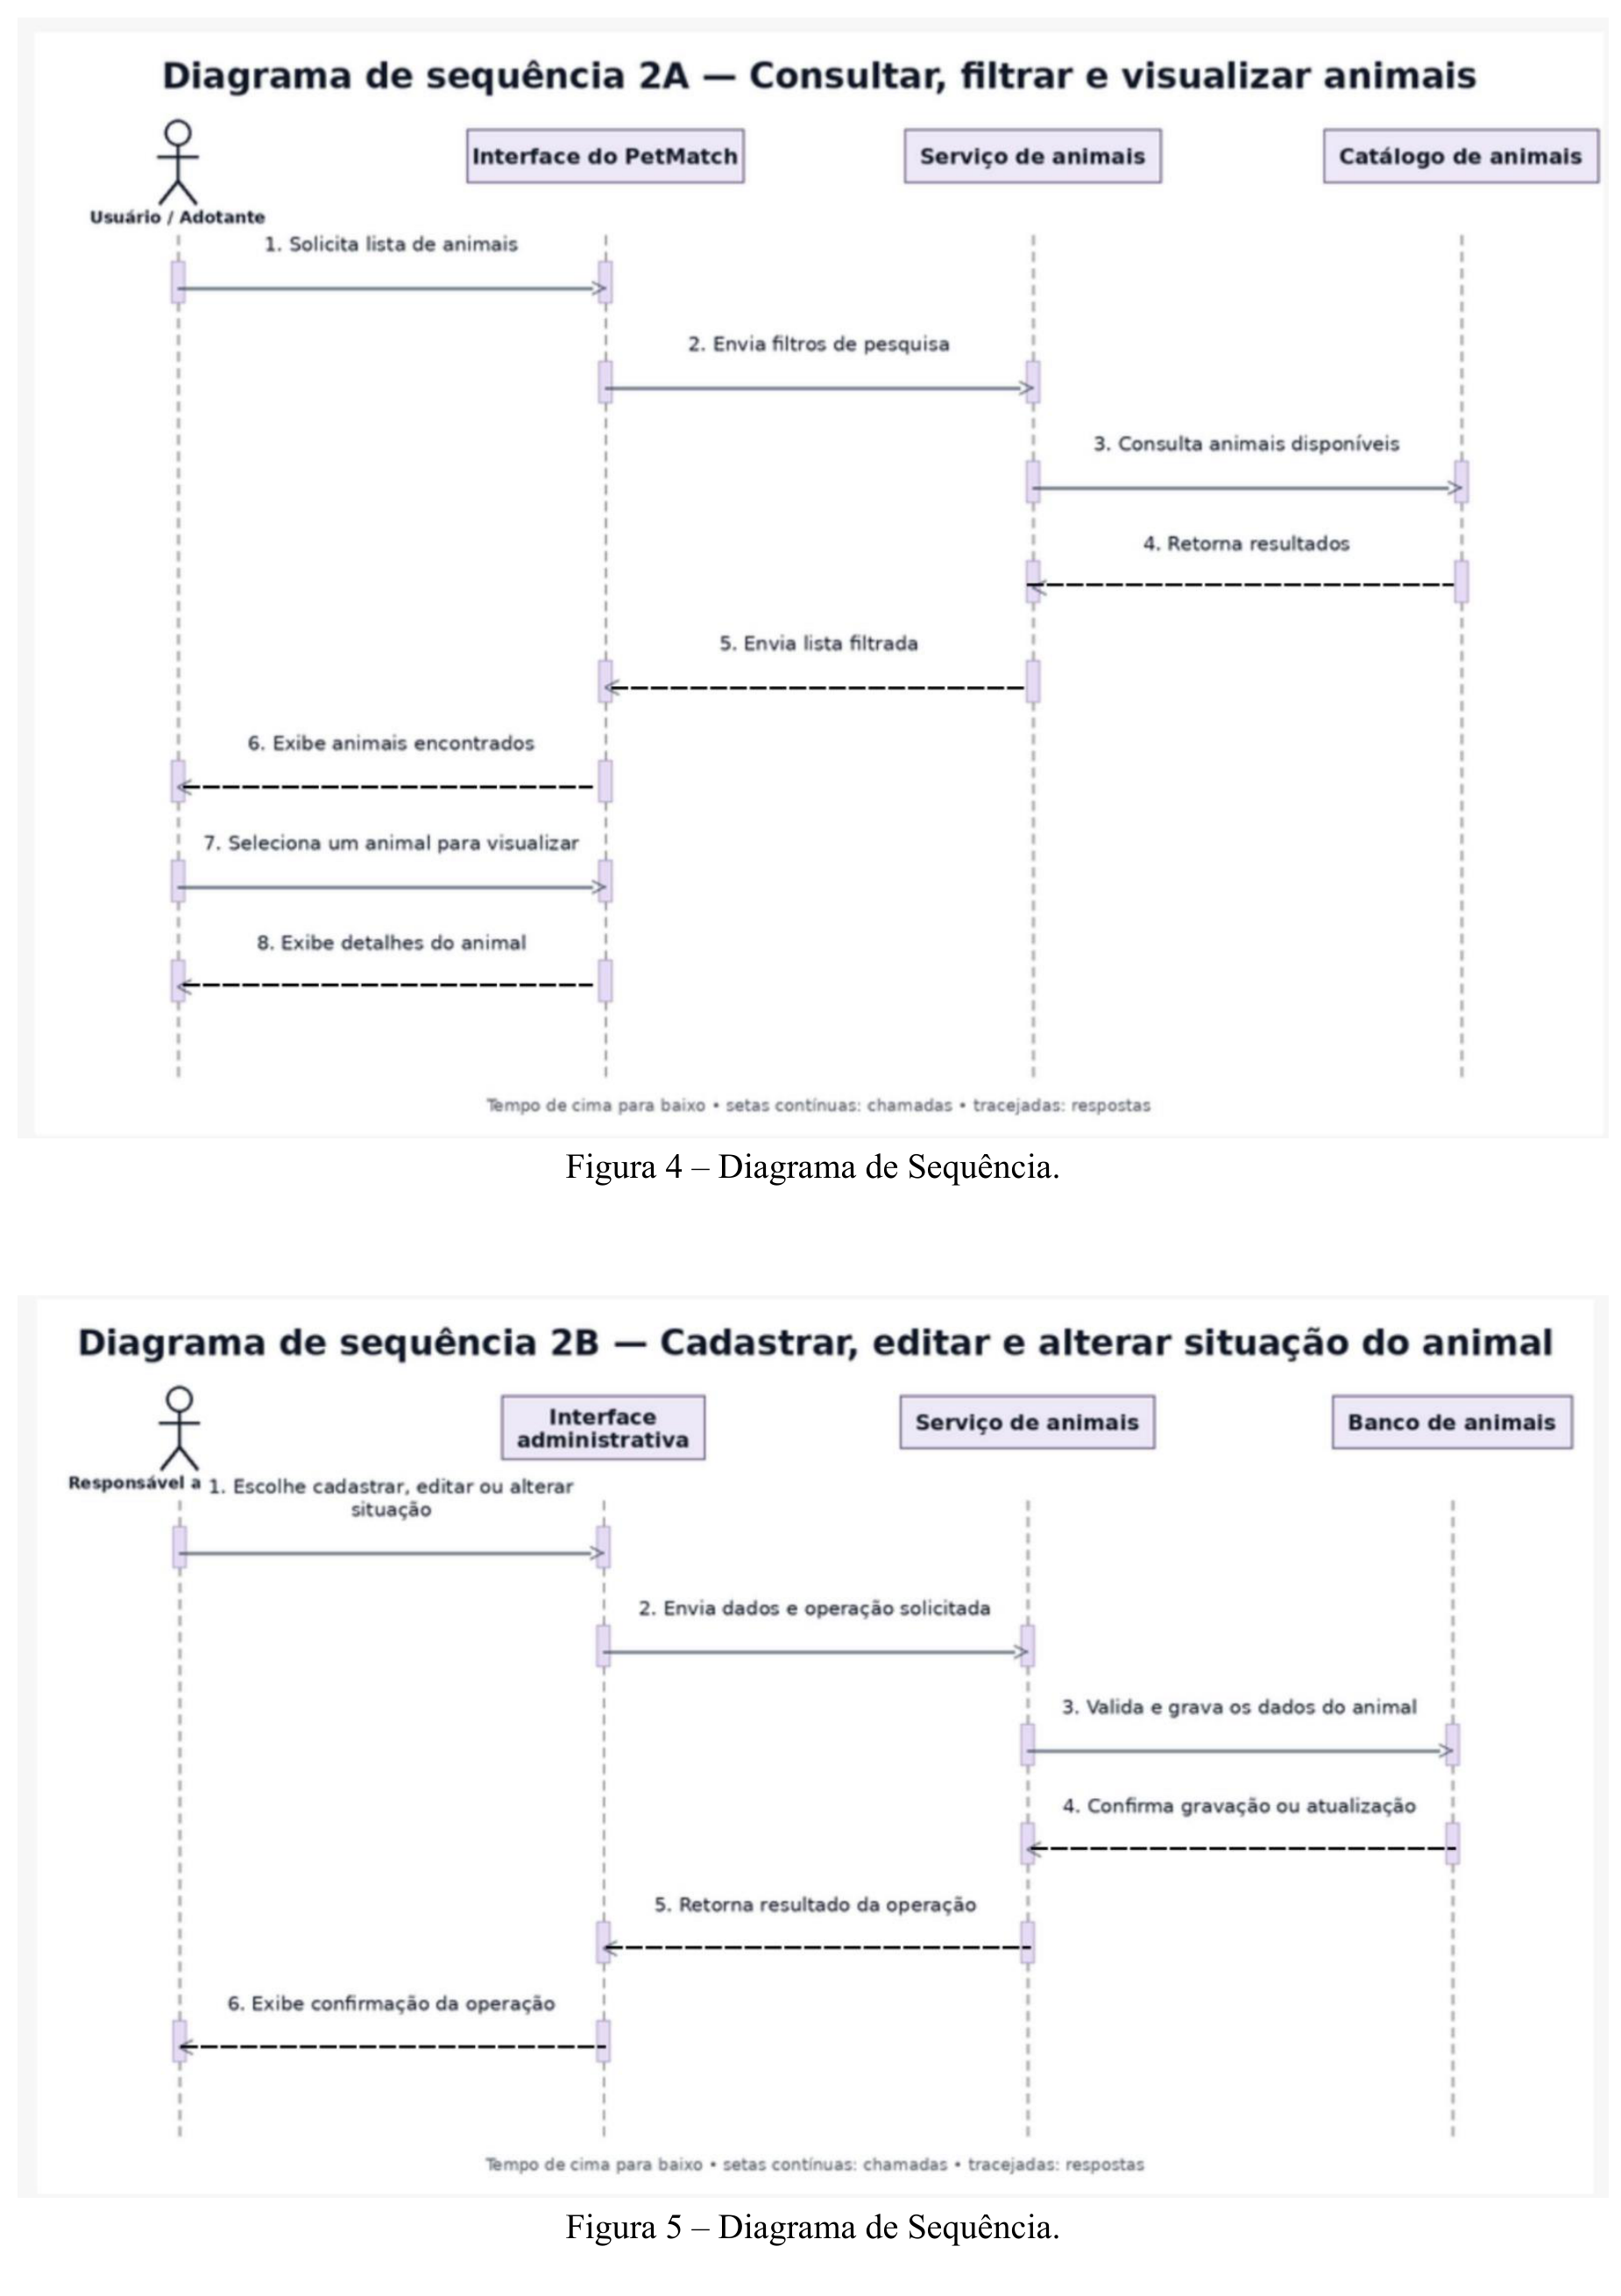 Diagrama de sequência 2A — Consultar, filtrar e visualizar animais
Interface do PetMatch
Serviço de animais
Catálogo de animais
Usuário / Adotante
1. Solicita lista de animais
2. Envia filtros de pesquisa
3. Consulta animais disponíveis
4. Retorna resultados
5. Envia lista filtrada
6. Exibe animais encontrados
7. Seleciona um animal para visualizar
8. Exibe detalhes do animal
Tempo de cima para baixo • setas contínuas: chamadas • tracejadas: respostas
Figura 4 – Diagrama de Sequência.
Diagrama de sequência 2B — Cadastrar, editar e alterar situação do animal
Interface
administrativa
Serviço de animais
Banco de animais
Responsável a
1. Escolhe cadastrar, editar ou alterar
situação
2. Envia dados e operação solicitada
3. Valida e grava os dados do animal
4. Confirma gravação ou atualização
5. Retorna resultado da operação
6. Exibe confirmação da operação
Tempo de cima para baixo • setas contínuas: chamadas • tracejadas: respostas
Figura 5 – Diagrama de Sequência.